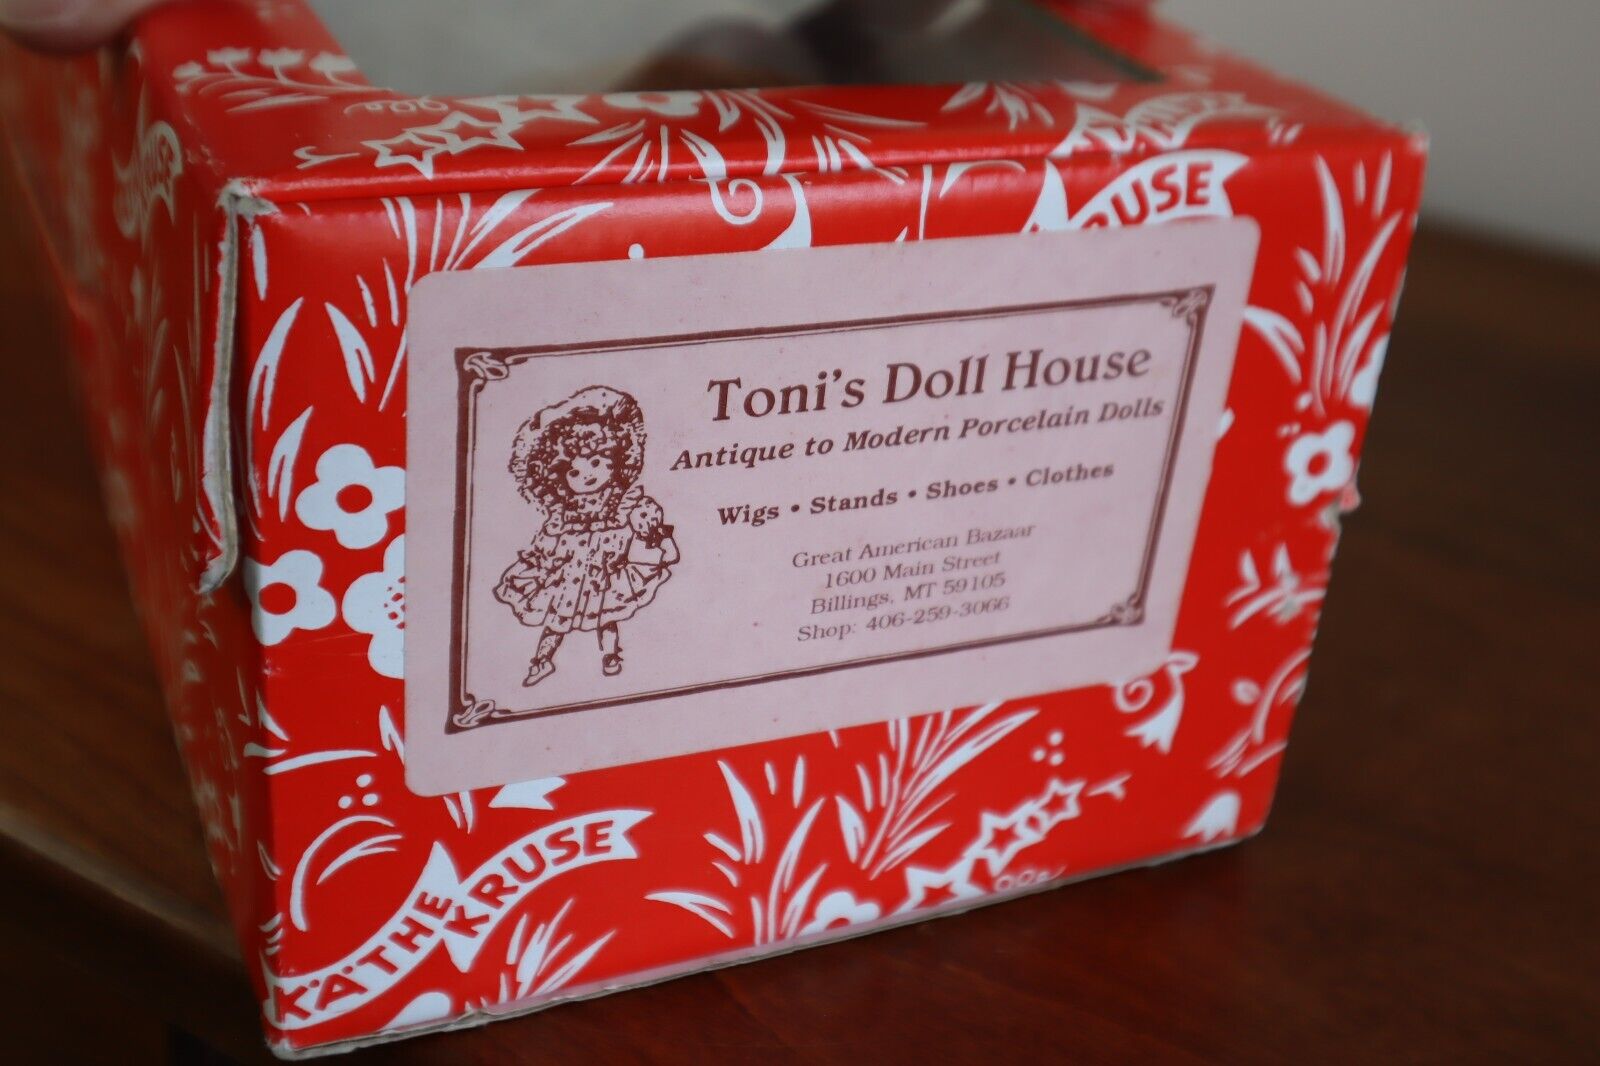 KRUSE
KRUSE
Toni's Doll House
Antique to Modern Porcelain Dolls
Wigs • Stands • Shoes • Clothes
Great American Bazaar
1600 Main Street
Billings, MT 59105
Shop: 406-259-3066
KÄTHE
KRUSE